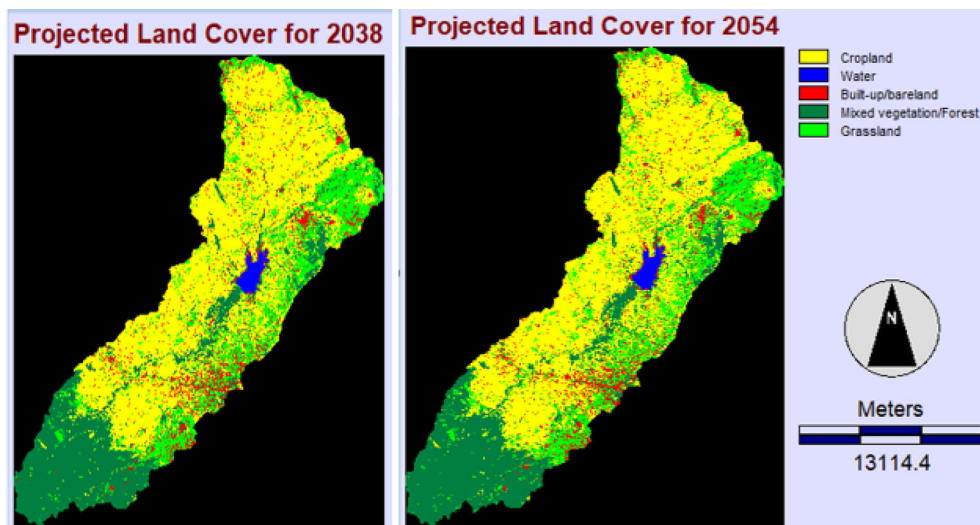 Projected Land Cover for 2038
Projected Land Cover for 2054
Cropland
Water
Built-up/bareland
Mixed vegetation/Forest
Grassland
N
Meters
13114.4